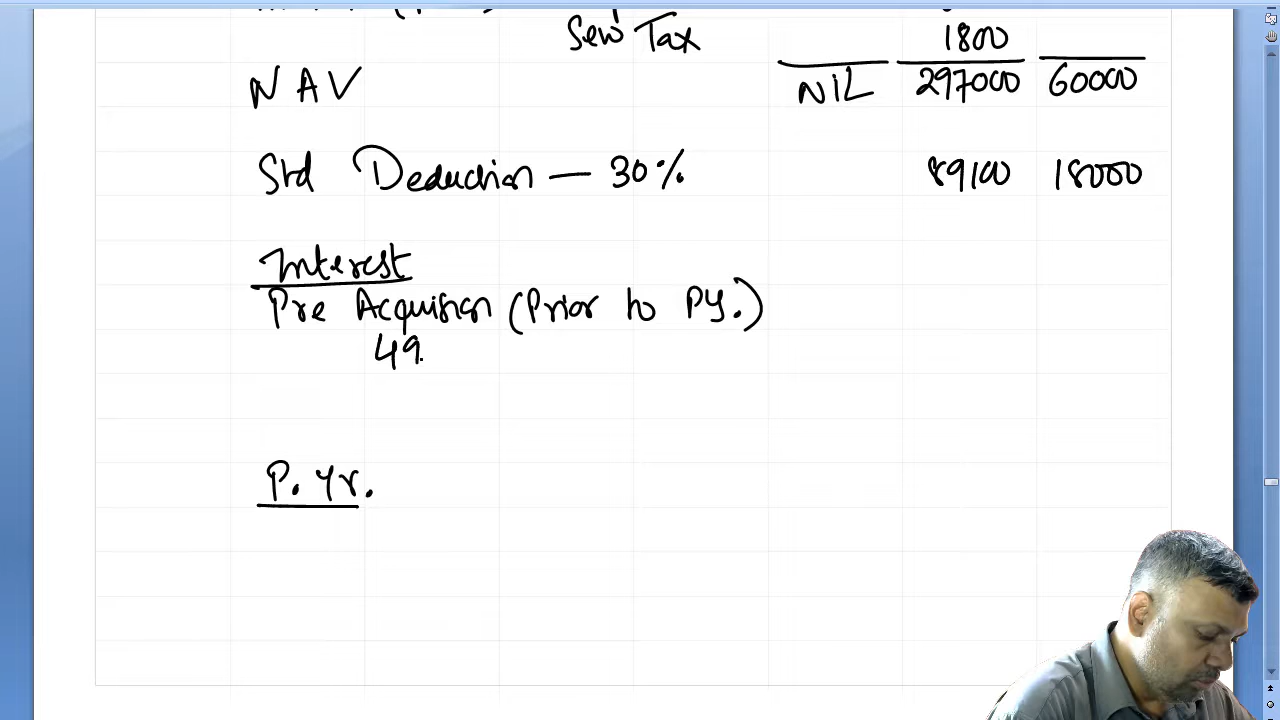 Sew Tax 1800
NAV NIL 297000 60000
Std Deduction — 30% 89100 18000
Interest
Pre Acquisition (Prior to PY.)
49.
P. Yr.